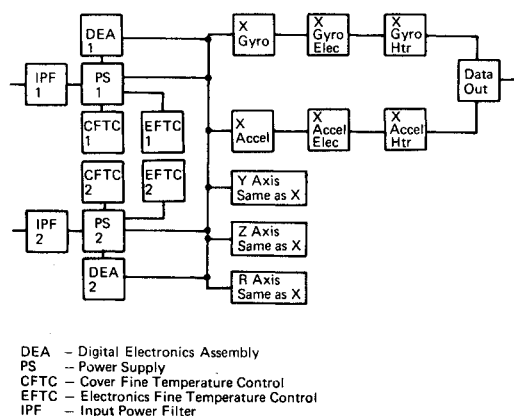 DEA
1
X
Gyro
X
Gyro
Elec
X
Gyro
Htr
IPF
1
PS
1
Data
Out
CFTC
1
EFTC
1
X
Accel
X
Accel
Elec
X
Accel
Htr
CFTC
2
EFTC
2
Y Axis
Same as X
IPF
2
PS
2
Z Axis
Same as X
DEA
2
R Axis
Same as X
DEA – Digital Electronics Assembly
PS – Power Supply
CFTC – Cover Fine Temperature Control
EFTC – Electronics Fine Temperature Control
IPF – Input Power Filter